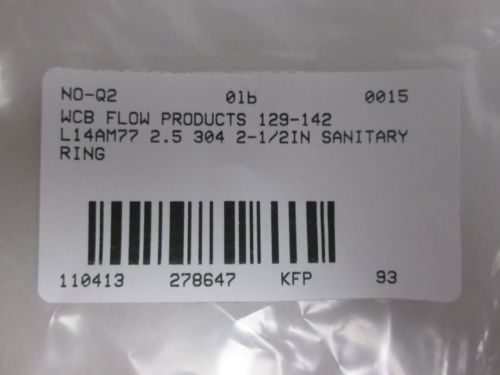 NO-Q2 01b 0015
WCB FLOW PRODUCTS 129-142
L14AM77 2.5 304 2-1/2IN SANITARY
RING
110413 278647 KFP 93